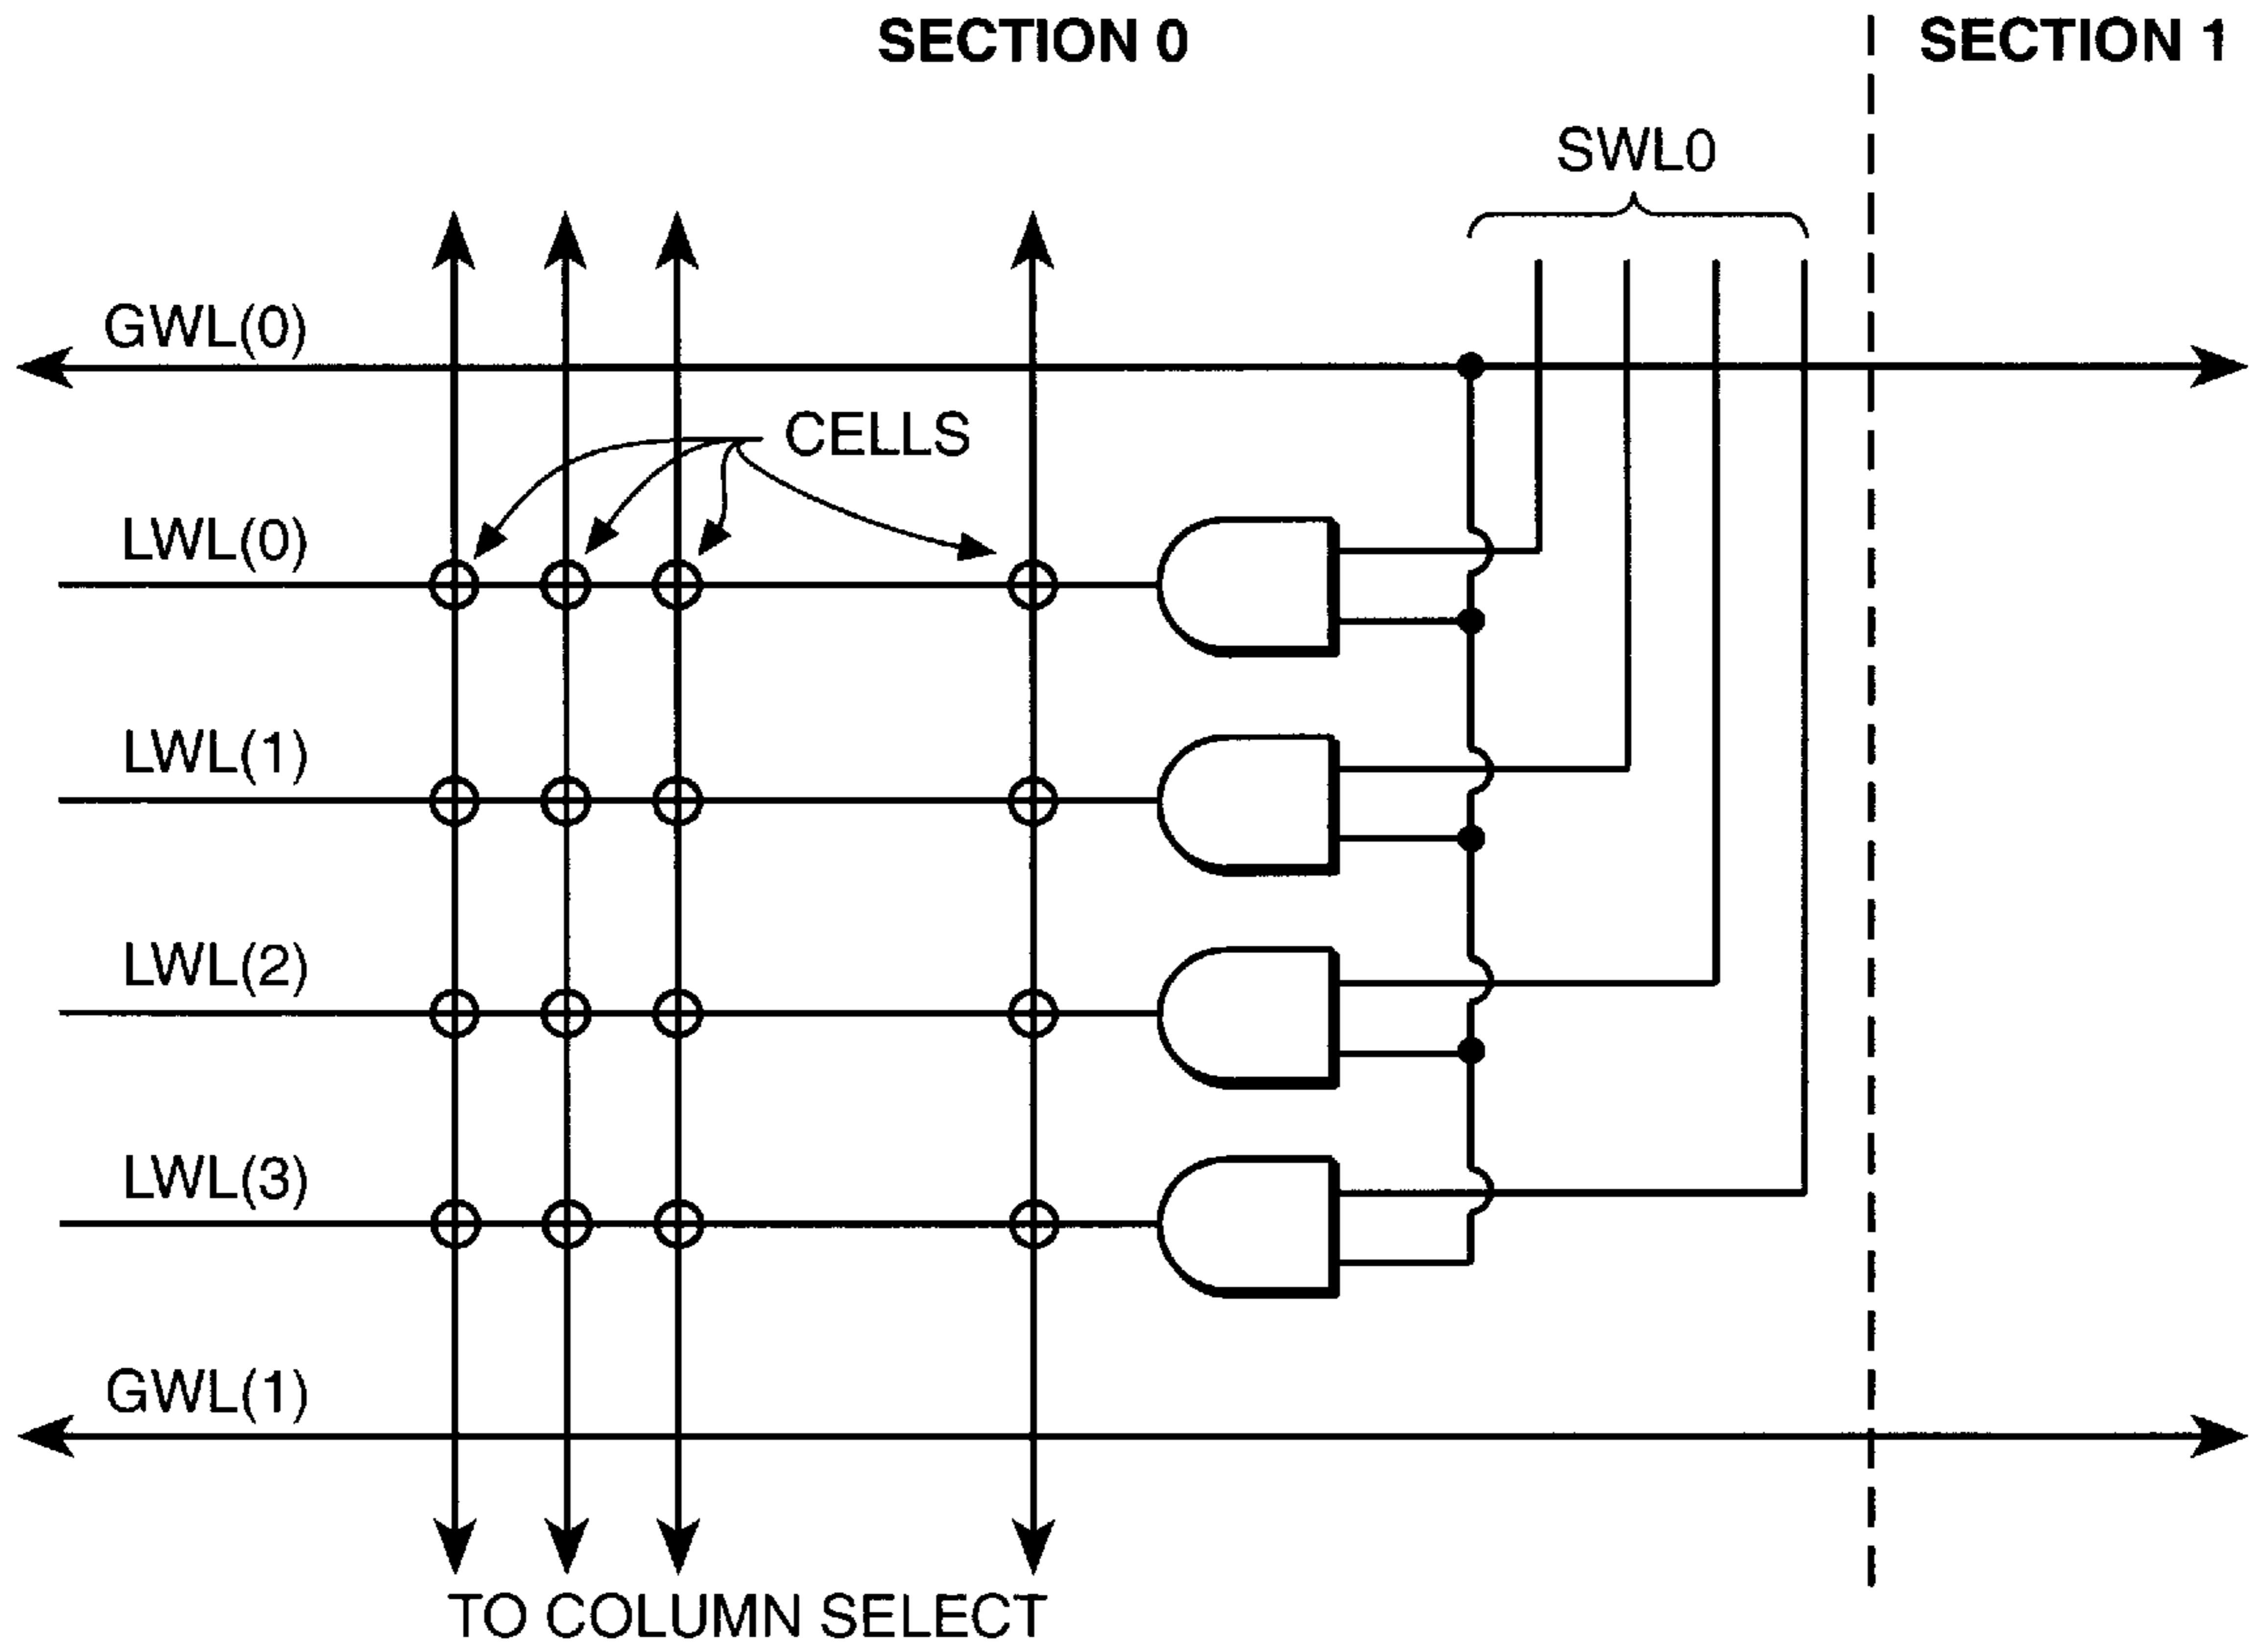 SECTION 0
SECTION 1
SWL0
GWL(0)
CELLS
LWL(0)
LWL(1)
LWL(2)
LWL(3)
GWL(1)
TO COLUMN SELECT